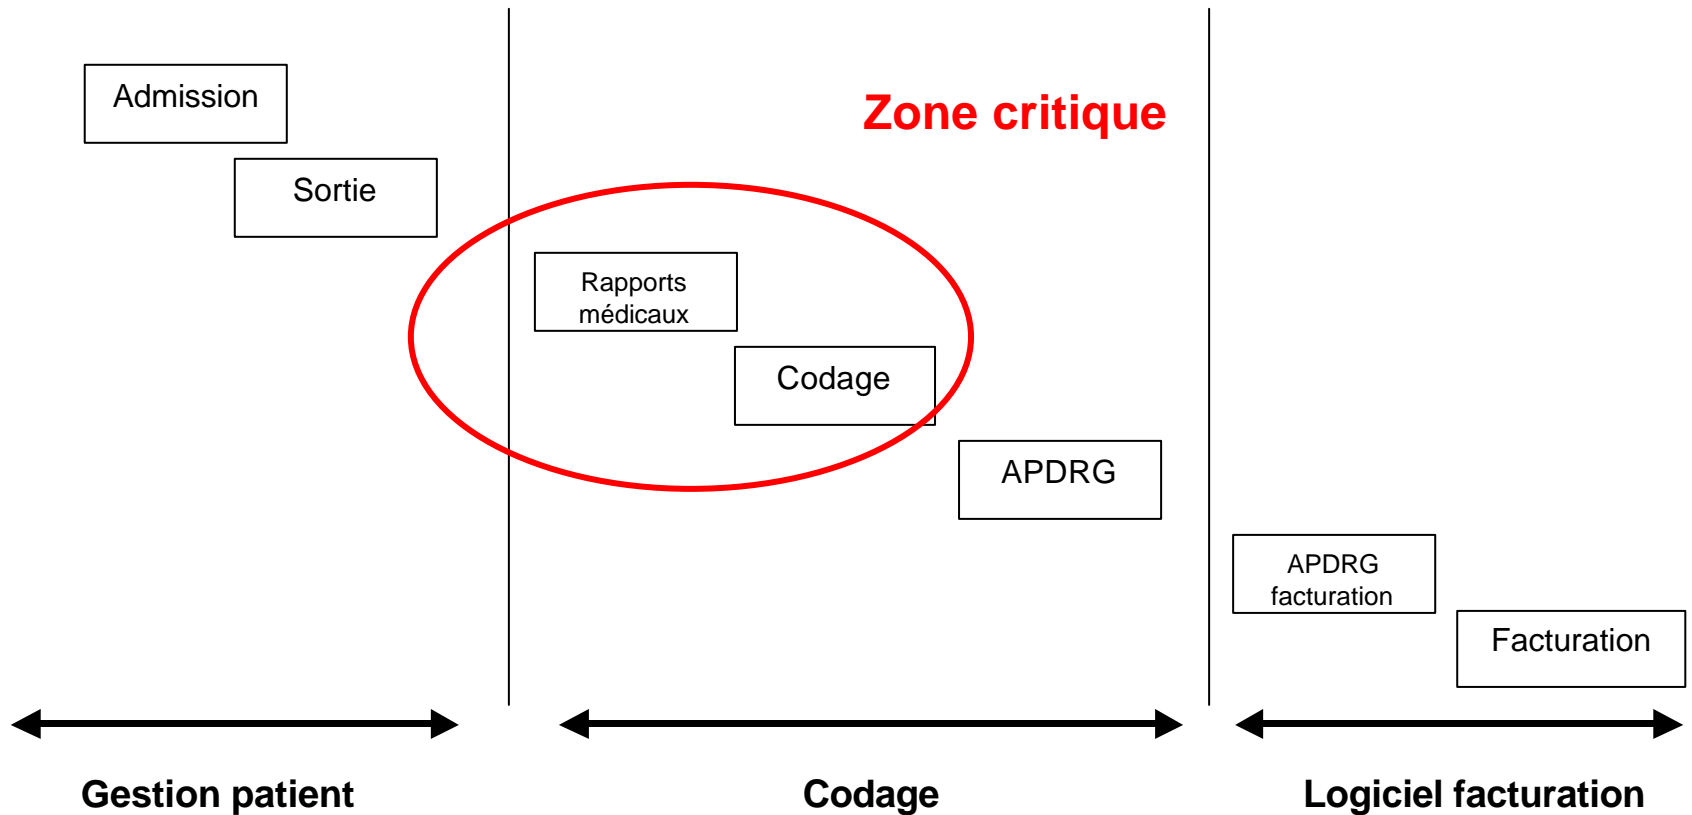 Admission
Zone critique
Sortie
Rapports
médicaux
Codage
APDRG
APDRG
facturation
Facturation
Gestion patient
Codage
Logiciel facturation